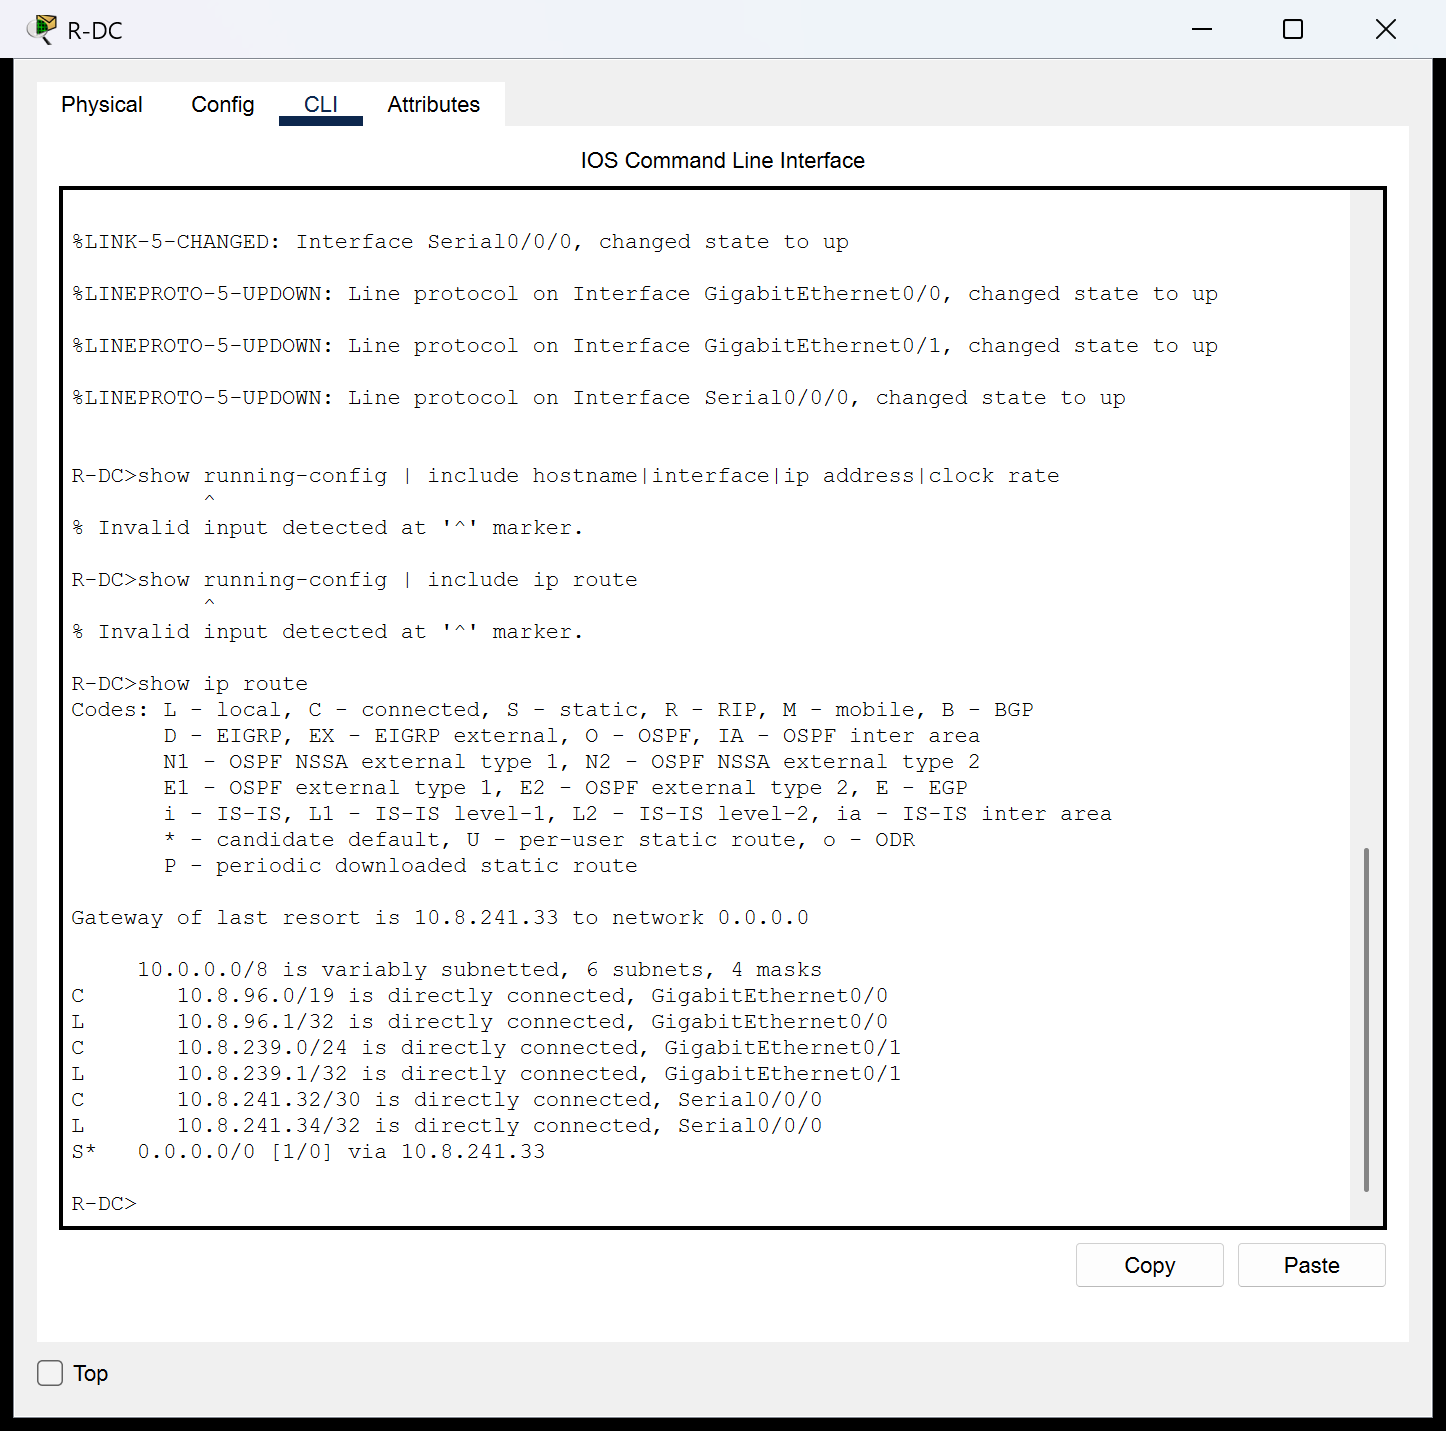 R-DC
Physical Config CLI Attributes
IOS Command Line Interface
%LINK-5-CHANGED: Interface Serial0/0/0, changed state to up
%LINEPROTO-5-UPDOWN: Line protocol on Interface GigabitEthernet0/0, changed state to up
%LINEPROTO-5-UPDOWN: Line protocol on Interface GigabitEthernet0/1, changed state to up
%LINEPROTO-5-UPDOWN: Line protocol on Interface Serial0/0/0, changed state to up
R-DC>show running-config | include hostname|interface|ip address|clock rate
^
% Invalid input detected at '^' marker.
R-DC>show running-config | include ip route
^
% Invalid input detected at '^' marker.
R-DC>show ip route
Codes: L - local, C - connected, S - static, R - RIP, M - mobile, B - BGP
D - EIGRP, EX - EIGRP external, O - OSPF, IA - OSPF inter area
N1 - OSPF NSSA external type 1, N2 - OSPF NSSA external type 2
E1 - OSPF external type 1, E2 - OSPF external type 2, E - EGP
i - IS-IS, L1 - IS-IS level-1, L2 - IS-IS level-2, ia - IS-IS inter area
* - candidate default, U - per-user static route, o - ODR
P - periodic downloaded static route
Gateway of last resort is 10.8.241.33 to network 0.0.0.0
10.0.0.0/8 is variably subnetted, 6 subnets, 4 masks
C 10.8.96.0/19 is directly connected, GigabitEthernet0/0
L 10.8.96.1/32 is directly connected, GigabitEthernet0/0
C 10.8.239.0/24 is directly connected, GigabitEthernet0/1
L 10.8.239.1/32 is directly connected, GigabitEthernet0/1
C 10.8.241.32/30 is directly connected, Serial0/0/0
L 10.8.241.34/32 is directly connected, Serial0/0/0
S* 0.0.0.0/0 [1/0] via 10.8.241.33
R-DC>
Copy Paste
Top